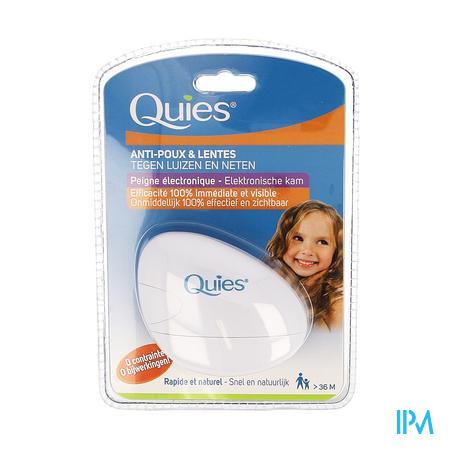 Quies®
ANTI-POUX & LENTES
TEGEN LUIZEN EN NETEN
Peigne électronique - Elektronische kam
Efficacité 100% immédiate et visible
Onmiddelijk 100% effectief en zichtbaar
Quies®
0 contrainte
0 bijwerkingen!
Rapide et naturel - Snel en natuurlijk > 36 M
IPM